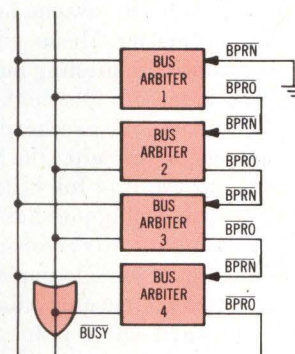 BUS
ARBITER
1
BPRN
BPRO
BUS
ARBITER
2
BPRN
BPRO
BUS
ARBITER
3
BPRN
BPRO
BUS
ARBITER
4
BPRN
BPRO
BUSY